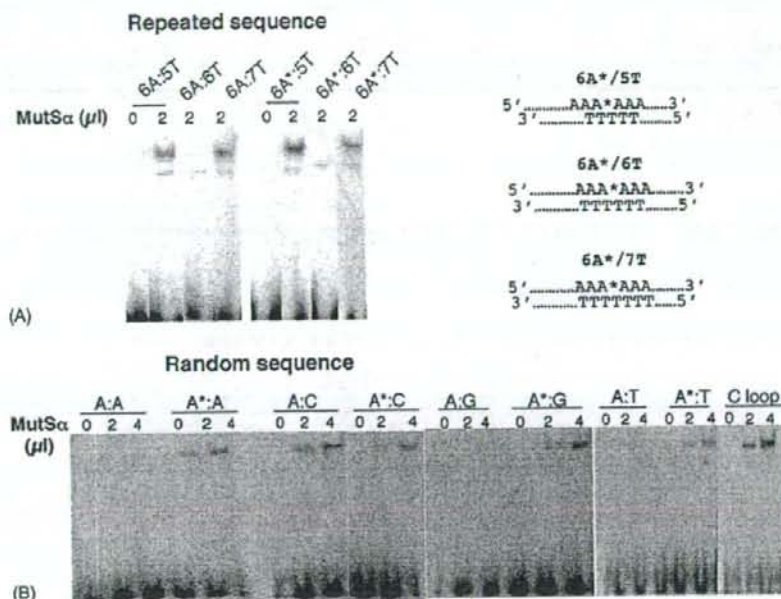 Repeated sequence
6A:5T 6A:6T 6A:7T 6A*:5T 6A*:6T 6A*:7T
MutSα (µl) 0 2 2 2 0 2 2 2
6A*/5T
5′..........AAA*AAA......3′
3′...........TTTTT........5′
6A*/6T
5′...........AAA*AAA........3′
3′............TTTTTT........5′
6A*/7T
5′...........AAA*AAA........3′
3′............TTTTTTT......5′
(A)
Random sequence
A:A A*:A A:C A*:C A:G A*:G A:T A*:T C loop
MutSα (µl) 0 2 4 0 2 4 0 2 4 0 2 4 0 2 4 0 2 4 0 2 4 0 2 4 0 2 4
(B)